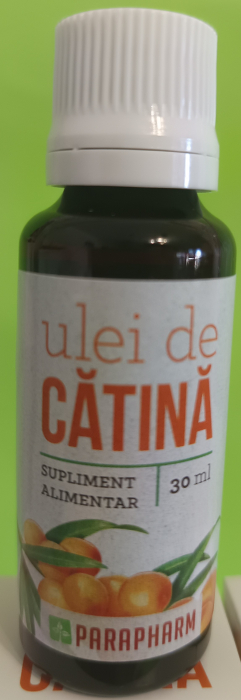 ulei de
CĂTINĂ
SUPLIMENT
ALIMENTAR
30 ml
PARAPHARM